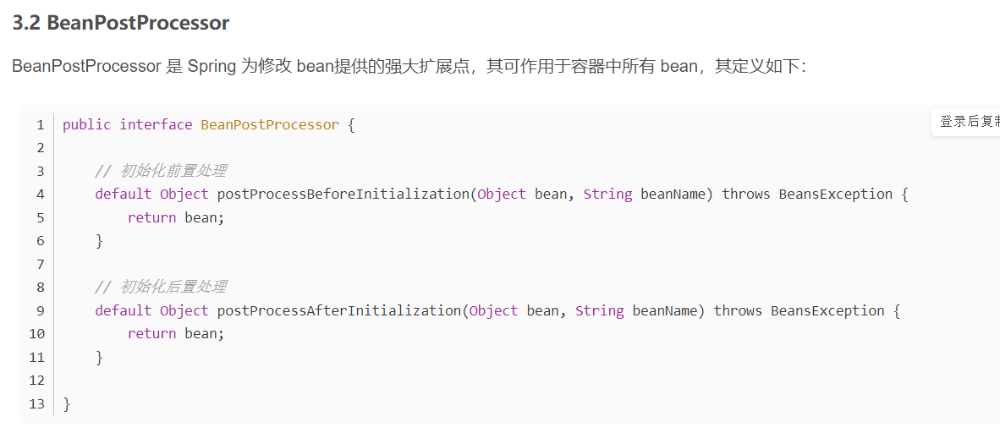 3.2 BeanPostProcessor
BeanPostProcessor 是 Spring 为修改 bean提供的强大扩展点，其可作用于容器中所有 bean，其定义如下：
登录后复制
1 public interface BeanPostProcessor {
2
3     // 初始化前置处理
4     default Object postProcessBeforeInitialization(Object bean, String beanName) throws BeansException {
5         return bean;
6     }
7
8     // 初始化后置处理
9     default Object postProcessAfterInitialization(Object bean, String beanName) throws BeansException {
10         return bean;
11     }
12
13 }